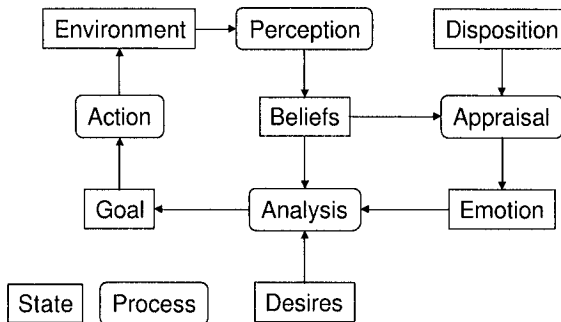 Environment
Perception
Disposition
Action
Beliefs
Appraisal
Goal
Analysis
Emotion
State
Process
Desires